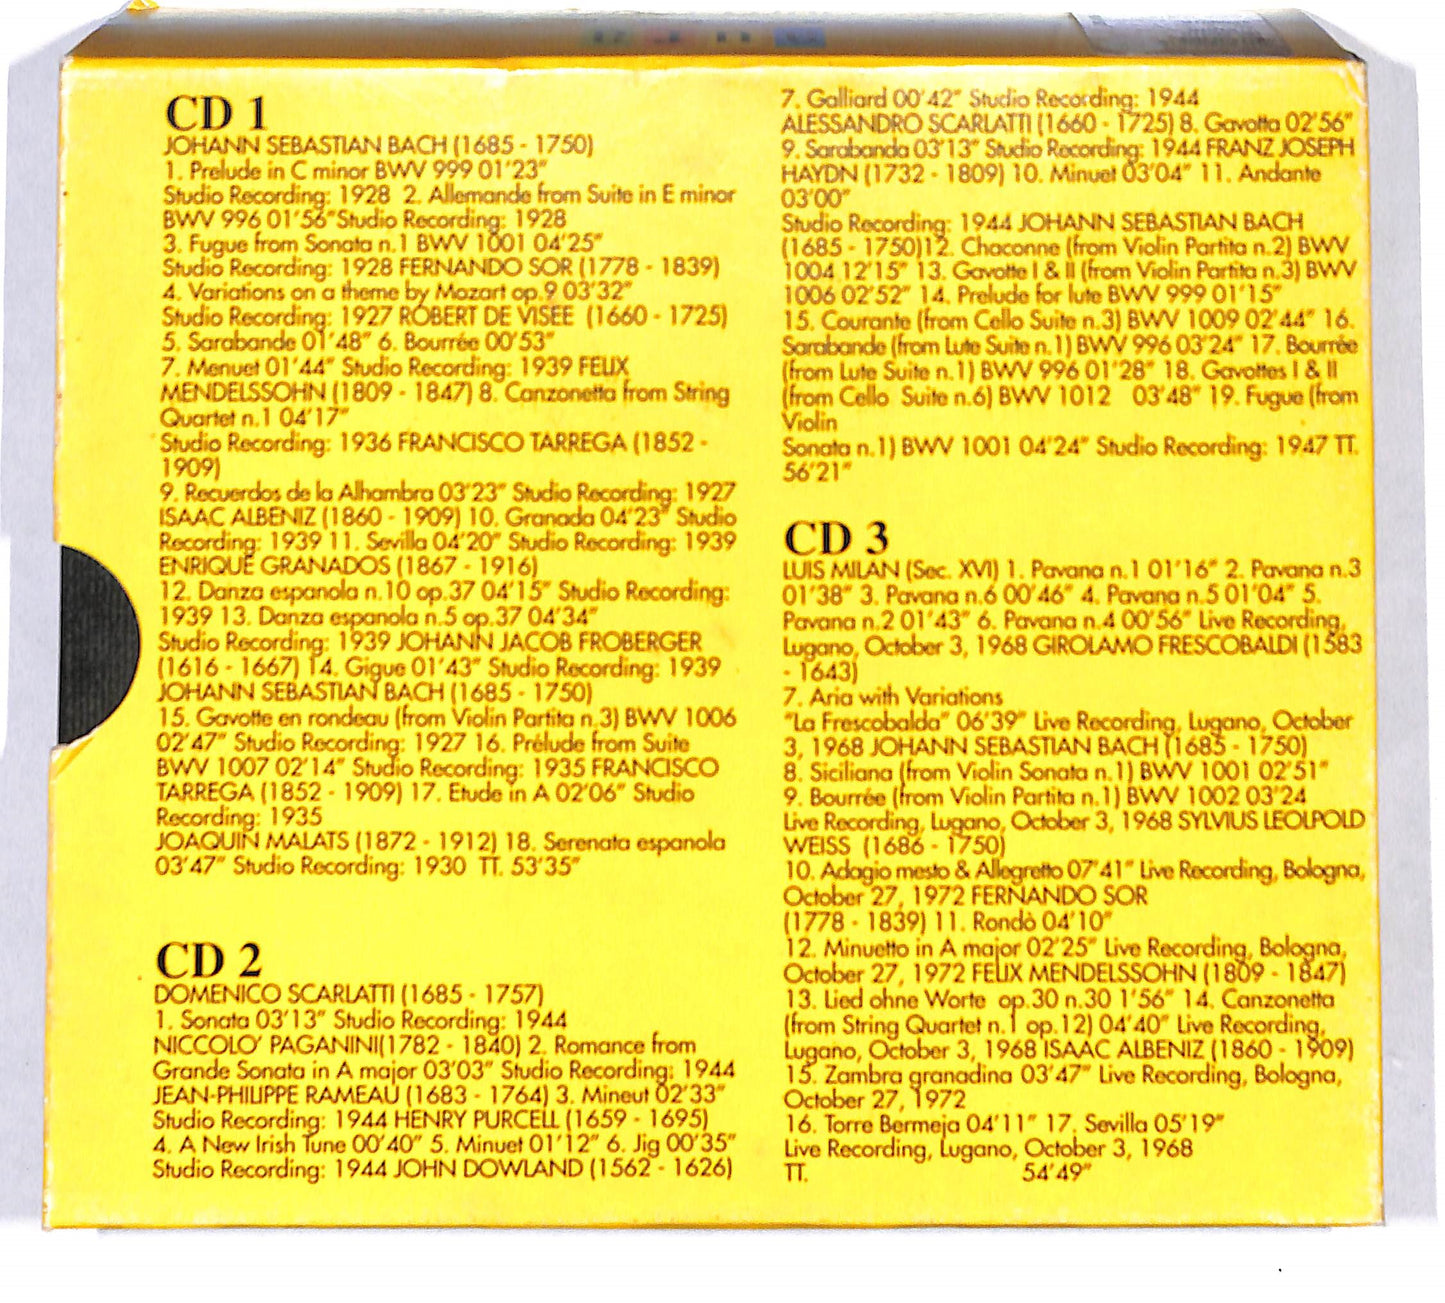 CD 1
JOHANN SEBASTIAN BACH (1685 - 1750)
1. Prelude in C minor BWV 999 01'23"
Studio Recording: 1928 2. Allemande from Suite in E minor
BWV 996 01'56"Studio Recording: 1928
3. Fugue from Sonata n.1 BWV 1001 04'25"
Studio Recording: 1928 FERNANDO SOR (1778 - 1839)
4. Variations on a theme by Mozart op.9 03'32"
Studio Recording: 1927 ROBERT DE VISÉE (1660 - 1725)
5. Sarabande 01'48" 6. Bourrée 00'53"
7. Menuet 01'44" Studio Recording: 1939 FELIX
MENDELSSOHN (1809 - 1847) 8. Canzonetta from String
Quartet n.1 04'17"
Studio Recording: 1936 FRANCISCO TARREGA (1852 -
1909)
9. Recuerdos de la Alhambra 03'23" Studio Recording: 1927
ISAAC ALBENIZ (1860 - 1909) 10. Granada 04'23" Studio
Recording: 1939 11. Sevilla 04'20" Studio Recording: 1939
ENRIQUE GRANADOS (1867 - 1916)
12. Danza espanola n.10 op.37 04'15" Studio Recording:
1939 13. Danza espanola n.5 op.37 04'34"
Studio Recording: 1939 JOHANN JACOB FROBERGER
(1616 - 1667) 14. Gigue 01'43" Studio Recording: 1939
JOHANN SEBASTIAN BACH (1685 - 1750)
15. Gavotte en rondeau (from Violin Partita n.3) BWV 1006
02'47" Studio Recording: 1927 16. Prélude from Suite
BWV 1007 02'14" Studio Recording: 1935 FRANCISCO
TARREGA (1852 - 1909) 17. Etude in A 02'06" Studio
Recording: 1935
JOAQUIN MALATS (1872 - 1912) 18. Serenata espanola
03'47" Studio Recording: 1930 TT. 53'35"
CD 2
DOMENICO SCARLATTI (1685 - 1757)
1. Sonata 03'13" Studio Recording: 1944
NICCOLO' PAGANINI(1782 - 1840) 2. Romance from
Grande Sonata in A major 03'03" Studio Recording: 1944
JEAN-PHILIPPE RAMEAU (1683 - 1764) 3. Mineut 02'33"
Studio Recording: 1944 HENRY PURCELL (1659 - 1695)
4. A New Irish Tune 00'40" 5. Minuet 01'12" 6. Jig 00'35"
Studio Recording: 1944 JOHN DOWLAND (1562 - 1626)
7. Galliard 00'42" Studio Recording: 1944
ALESSANDRO SCARLATTI (1660 - 1725) 8. Gavotta 02'56"
9. Sarabanda 03'13" Studio Recording: 1944 FRANZ JOSEPH
HAYDN (1732 - 1809) 10. Minuet 03'04" 11. Andante
03'00"
Studio Recording: 1944 JOHANN SEBASTIAN BACH
(1685 - 1750)12. Chaconne (from Violin Partita n.2) BWV
1004 12'15" 13. Gavotte I & II (from Violin Partita n.3) BWV
1006 02'52" 14. Prelude for lute BWV 999 01'15"
15. Courante (from Cello Suite n.3) BWV 1009 02'44" 16.
Sarabande (from Lute Suite n.1) BWV 996 03'24" 17. Bourrée
(from Lute Suite n.1) BWV 996 01'28" 18. Gavottes I & II
(from Cello Suite n.6) BWV 1012 03'48" 19. Fugue (from
Violin
Sonata n.1) BWV 1001 04'24" Studio Recording: 1947 TT.
56'21"
CD 3
LUIS MILAN (Sec. XVI) 1. Pavana n.1 01'16" 2. Pavana n.3
01'38" 3. Pavana n.6 00'46" 4. Pavana n.5 01'04" 5.
Pavana n.2 01'43" 6. Pavana n.4 00'56" Live Recording,
Lugano, October 3, 1968 GIROLAMO FRESCOBALDI (1583
- 1643)
7. Aria with Variations
"La Frescobalda" 06'39" Live Recording, Lugano, October
3, 1968 JOHANN SEBASTIAN BACH (1685 - 1750)
8. Siciliana (from Violin Sonata n.1) BWV 1001 02'51"
9. Bourrée (from Violin Partita n.1) BWV 1002 03'24
Live Recording, Lugano, October 3, 1968 SYLVIUS LEOLPOLD
WEISS (1686 - 1750)
10. Adagio mesto & Allegretto 07'41" Live Recording, Bologna,
October 27, 1972 FERNANDO SOR
(1778 - 1839) 11. Rondò 04'10"
12. Minuetto in A major 02'25" Live Recording, Bologna,
October 27, 1972 FELIX MENDELSSOHN (1809 - 1847)
13. Lied ohne Worte op.30 n.30 1'56" 14. Canzonetta
(from String Quartet n.1 op.12) 04'40" Live Recording,
Lugano, October 3, 1968 ISAAC ALBENIZ (1860 - 1909)
15. Zambra granadina 03'47" Live Recording, Bologna,
October 27, 1972
16. Torre Bermeja 04'11" 17. Sevilla 05'19"
Live Recording, Lugano, October 3, 1968
TT. 54'49"